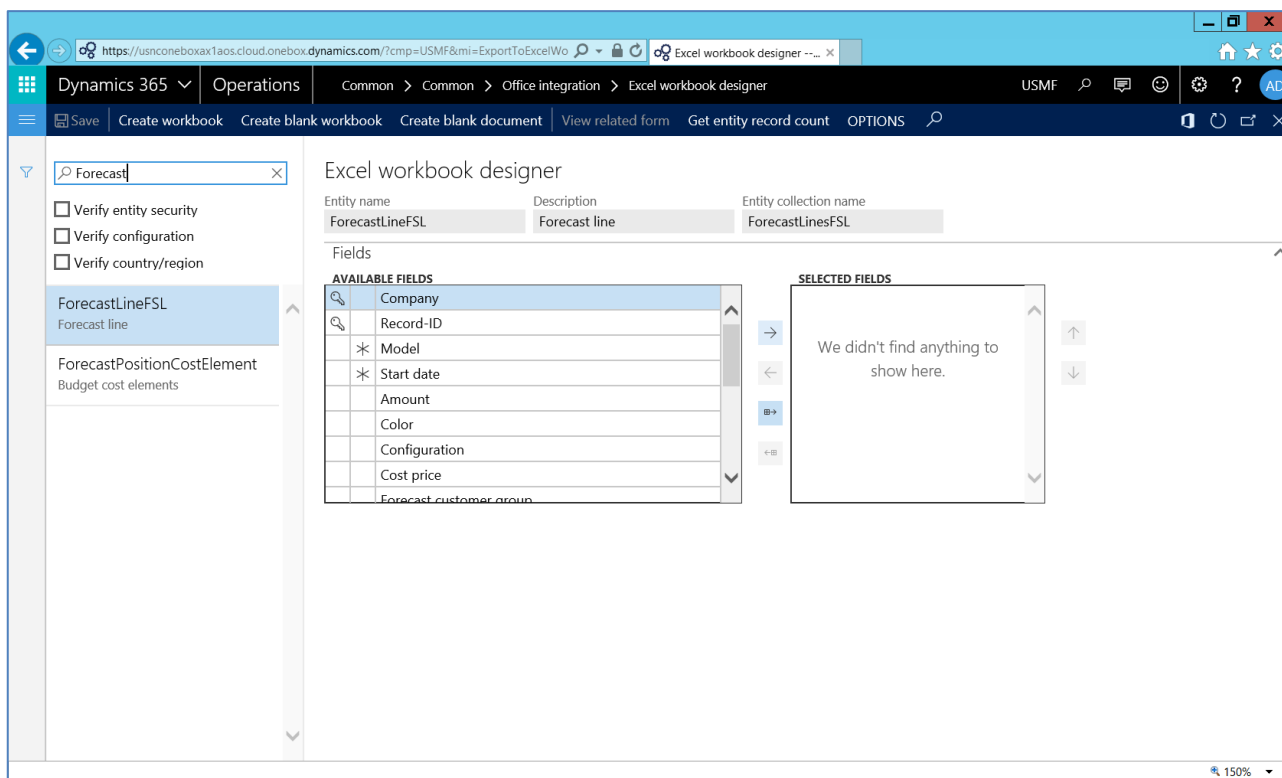 https://usnconeboxax1aos.cloud.onebox.dynamics.com/?cmp=USMF&mi=ExportToExcelWo
Excel workbook designer --...
Dynamics 365
Operations
Common > Common > Office integration > Excel workbook designer
USMF
AD
Save
Create workbook
Create blank workbook
Create blank document
View related form
Get entity record count
OPTIONS
Forecast
Verify entity security
Verify configuration
Verify country/region
ForecastLineFSL
Forecast line
ForecastPositionCostElement
Budget cost elements
Excel workbook designer
Entity name
Description
Entity collection name
ForecastLineFSL
Forecast line
ForecastLinesFSL
Fields
AVAILABLE FIELDS
Company
Record-ID
Model
Start date
Amount
Color
Configuration
Cost price
Forecast customer group
SELECTED FIELDS
We didn't find anything to
show here.
150%